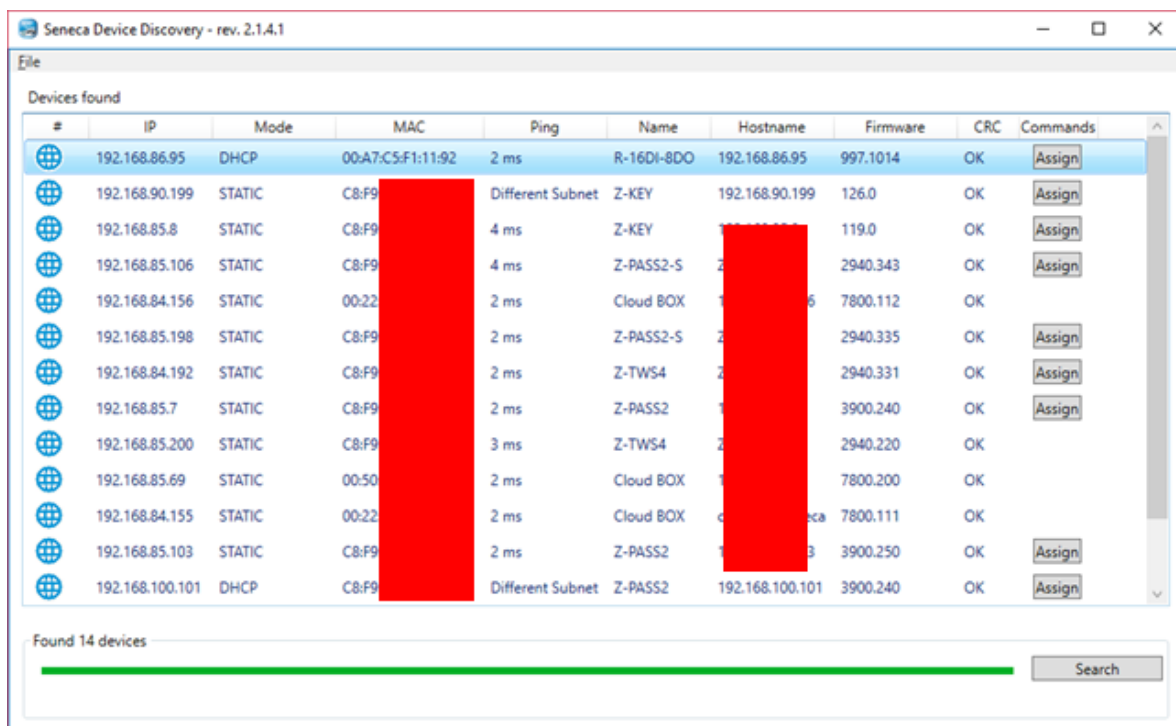 Seneca Device Discovery - rev. 2.1.4.1
File
Devices found
# IP Mode MAC Ping Name Hostname Firmware CRC Commands
192.168.86.95 DHCP 00:A7:C5:F1:11:92 2 ms R-16DI-8DO 192.168.86.95 997.1014 OK Assign
192.168.90.199 STATIC C8:F9 Different Subnet Z-KEY 192.168.90.199 126.0 OK Assign
192.168.85.8 STATIC C8:F9 4 ms Z-KEY 119.0 OK Assign
192.168.85.106 STATIC C8:F9 4 ms Z-PASS2-S 2940.343 OK Assign
192.168.84.156 STATIC 00:22: 2 ms Cloud BOX 7800.112 OK
192.168.85.198 STATIC C8:F9 2 ms Z-PASS2-S 2940.335 OK Assign
192.168.84.192 STATIC C8:F9 2 ms Z-TWS4 2940.331 OK Assign
192.168.85.7 STATIC C8:F9 2 ms Z-PASS2 3900.240 OK Assign
192.168.85.200 STATIC C8:F9 3 ms Z-TWS4 2940.220 OK
192.168.85.69 STATIC 00:50: 2 ms Cloud BOX 7800.200 OK
192.168.84.155 STATIC 00:22: 2 ms Cloud BOX eca 7800.111 OK
192.168.85.103 STATIC C8:F9 2 ms Z-PASS2 3900.250 OK Assign
192.168.100.101 DHCP C8:F9 Different Subnet Z-PASS2 192.168.100.101 3900.240 OK Assign
Found 14 devices
Search